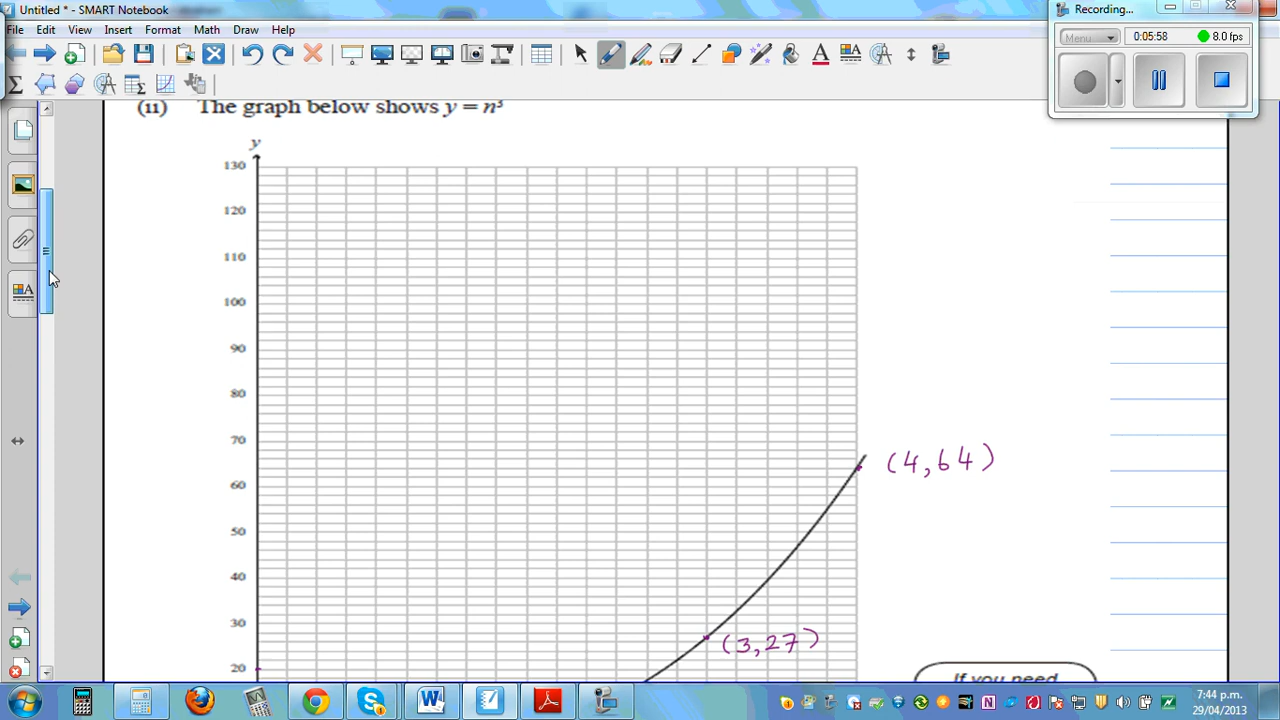 Untitled * - SMART Notebook
Recording...
File Edit View Insert Format Math Draw Help
Menu
0:05:58
8.0 fps
(ii) The graph below shows y = n³
y
130
120
110
100
90
80
70
(4,64)
60
50
40
30
(3,27)
20
If you need
7:44 p.m.
29/04/2013